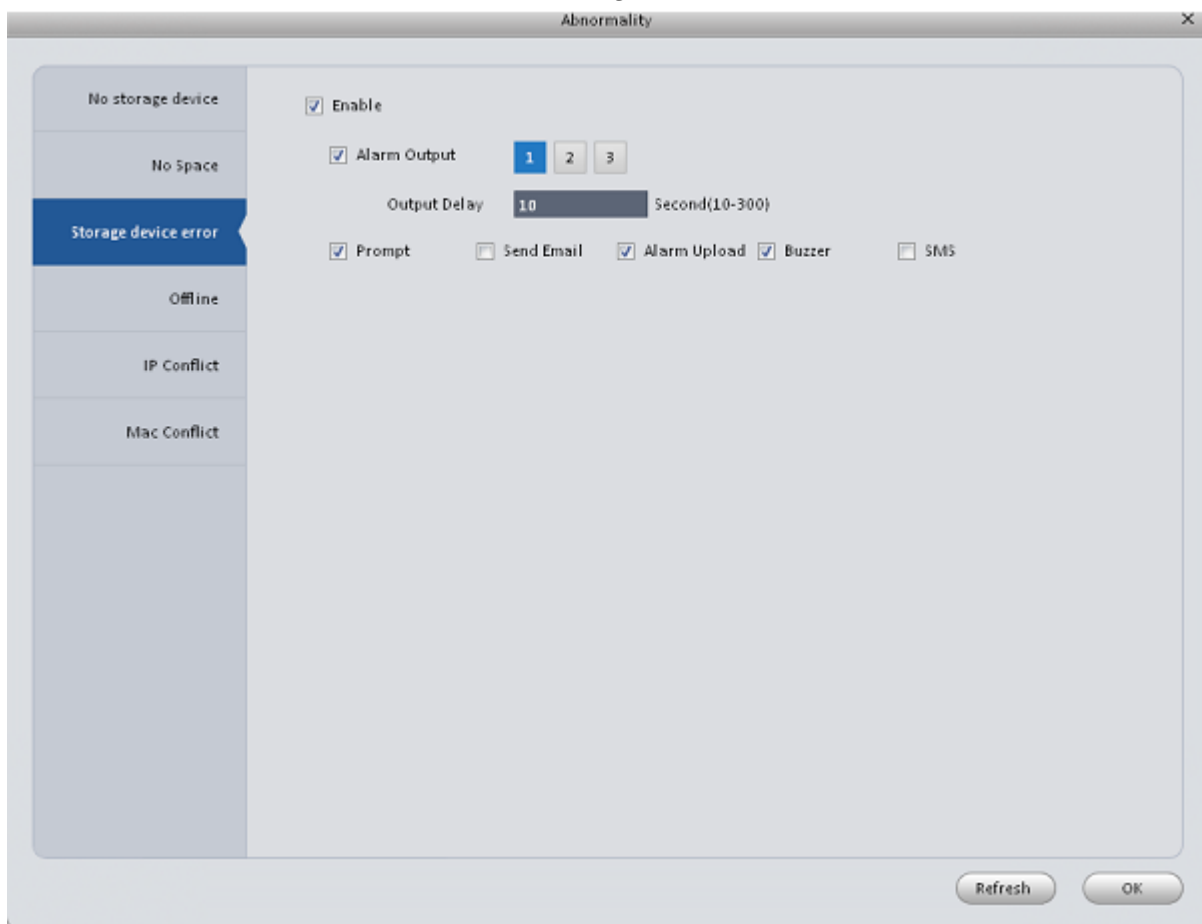 Abnormality
No storage device
No Space
Storage device error
Offline
IP Conflict
Mac Conflict
Enable
Alarm Output 1 2 3
Output Delay 10 Second(10-300)
Prompt Send Email Alarm Upload Buzzer SMS
Refresh OK